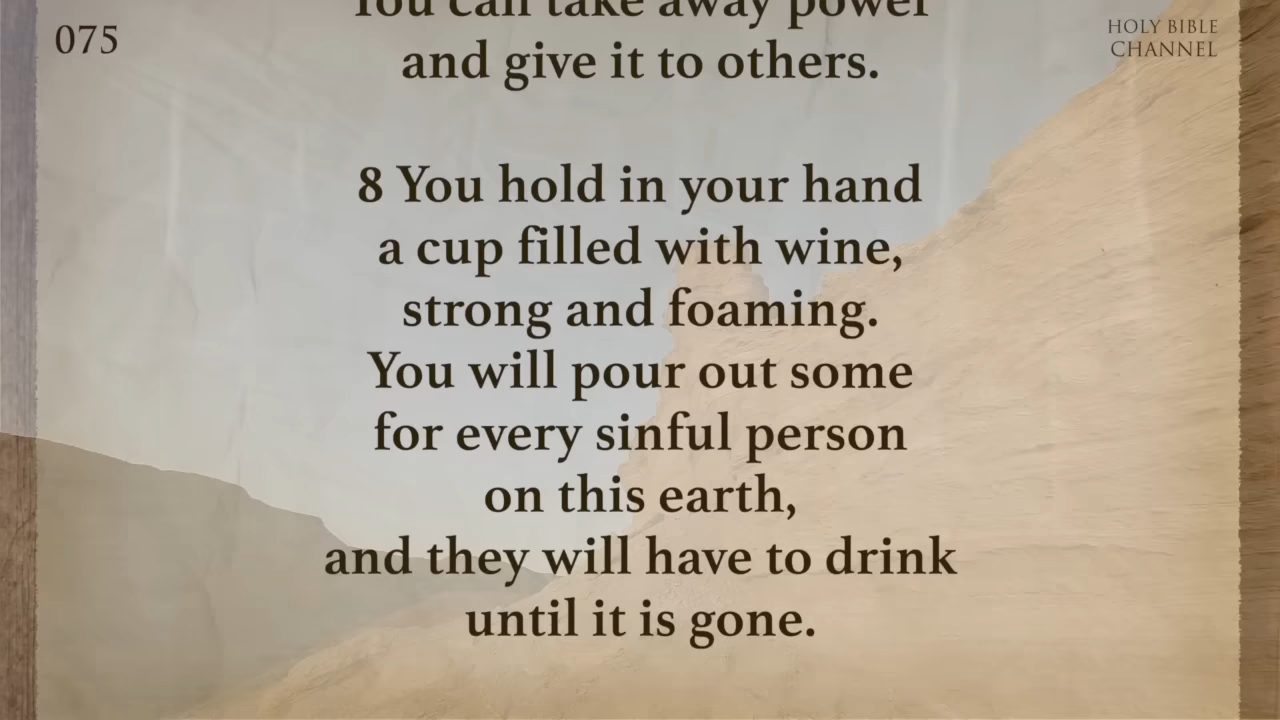 075
HOLY BIBLE
CHANNEL
You can take away power
and give it to others.
8 You hold in your hand
a cup filled with wine,
strong and foaming.
You will pour out some
for every sinful person
on this earth,
and they will have to drink
until it is gone.